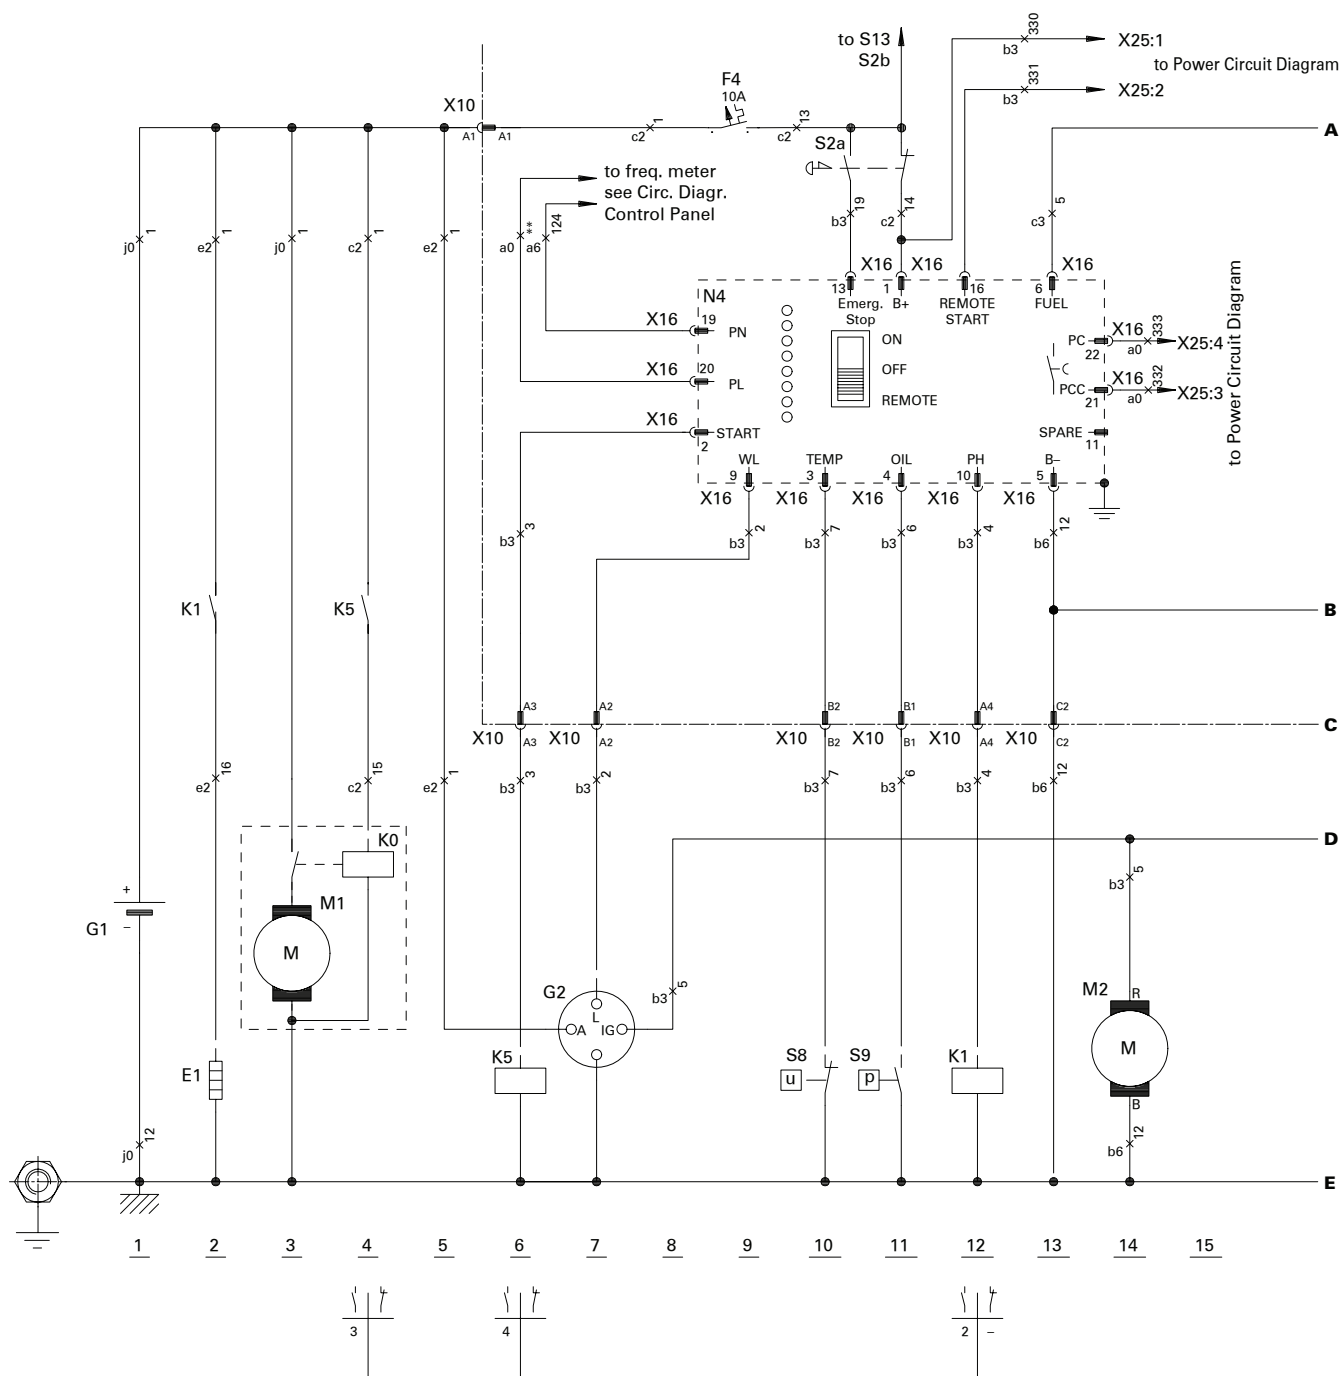 to S13
S2b
330
b3
X25:1
to Power Circuit Diagram
331
b3
X25:2
F4
10A
X10
A1
A1
1
c2
13
c2
S2a
A
to freq. meter
see Circ. Diagr.
Control Panel
1
j0
1
e2
1
j0
1
c2
1
e2
**
a0
124
a6
19
b3
14
c2
5
c3
X16
X16
X16
13
1
16
6
N4
Emerg.
Stop
B+
REMOTE
START
FUEL
X16
19
PN
ON
OFF
REMOTE
PC
22
X16
a0
333
X25:4
X16
20
PL
PCC
21
X16
a0
332
X25:3
to Power Circuit Diagram
X16
START
2
SPARE
11
WL
TEMP
OIL
PH
B–
9
3
4
10
5
X16
X16
X16
X16
X16
3
b3
2
b3
7
b3
6
b3
4
b3
12
b6
K1
K5
B
A3
A2
B2
B1
A4
C2
C
X10
A3
X10
A2
X10
B2
X10
B1
X10
A4
X10
C2
16
e2
15
c2
1
e2
3
b3
2
b3
7
b3
6
b3
4
b3
12
b6
K0
D
5
b3
+
–
G1
M1
M
G2
L
A
IG
5
b3
M2
R
M
B
E1
K5
S8
u
S9
p
K1
12
j0
12
b6
E
1
2
3
4
5
6
7
8
9
10
11
12
13
14
15
3
4
2
–